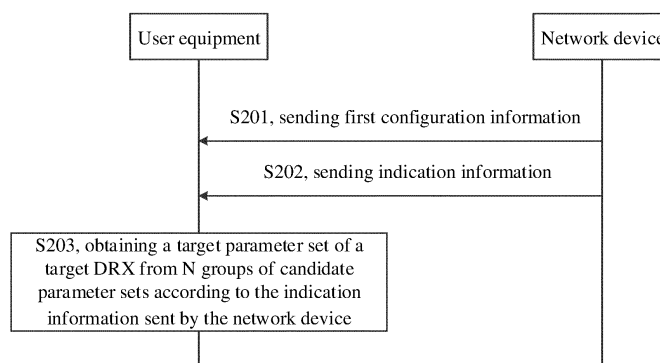 User equipment
Network device
S201, sending first configuration information
S202, sending indication information
S203, obtaining a target parameter set of a
target DRX from N groups of candidate
parameter sets according to the indication
information sent by the network device